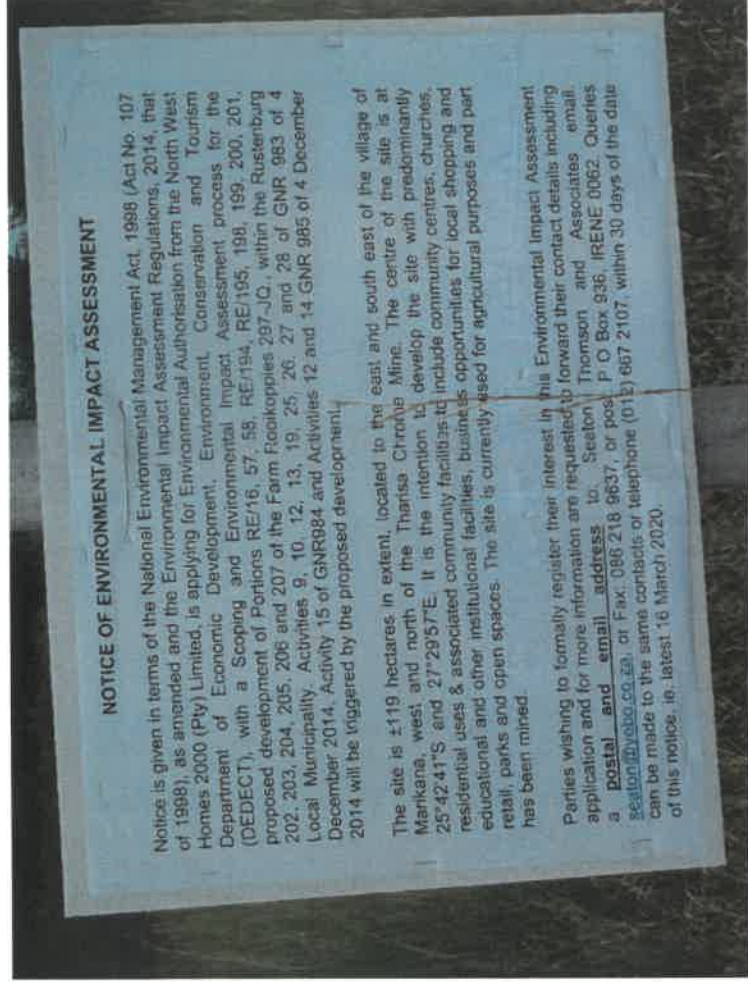 NOTICE OF ENVIRONMENTAL IMPACT ASSESSMENT
Notice is given in terms of the National Environmental Management Act, 1998 (Act No. 107
of 1998), as amended and the Environmental Impact Assessment Regulations, 2014, that
Homes 2000 (Pty) Limited, is applying for Environmental Authorisation from the North West
Department of Economic Development, Environment, Conservation and Tourism
(DEDECT), with a Scoping and Environmental Impact Assessment process for the
proposed development of Portions RE/16, 57, 58, RE/194, RE/195, 198, 199, 200, 201,
202, 203, 204, 205, 206 and 207 of the Farm Rooikoppies 297-JQ, within the Rustenburg
Local Municipality. Activities 9, 10, 12, 13, 19, 25, 26, 27 and 28 of GNR 983 of 4
December 2014, Activity 15 of GNR984 and Activities 12 and 14 GNR 985 of 4 December
2014 will be triggered by the proposed development.
The site is ±119 hectares in extent, located to the east and south east of the village of
Marikana, west and north of the Tharisa Chrome Mine. The centre of the site is at
25°42'41"S and 27°29'57"E. It is the intention to develop the site with predominantly
residential uses & associated community facilities to include community centres, churches,
educational and other institutional facilities, business opportunities for local shopping and
retail, parks and open spaces. The site is currently used for agricultural purposes and part
has been mined.
Parties wishing to formally register their interest in this Environmental Impact Assessment
application and for more information are requested to forward their contact details including
a postal and email address to: Seaton Thomson and Associates email.
seaton@yebo.co.za, or Fax: 086 218 9637, or post P O Box 936, IRENE 0062. Queries
can be made to the same contacts or telephone (012) 667 2107, within 30 days of the date
of this notice, ie. latest 16 March 2020.